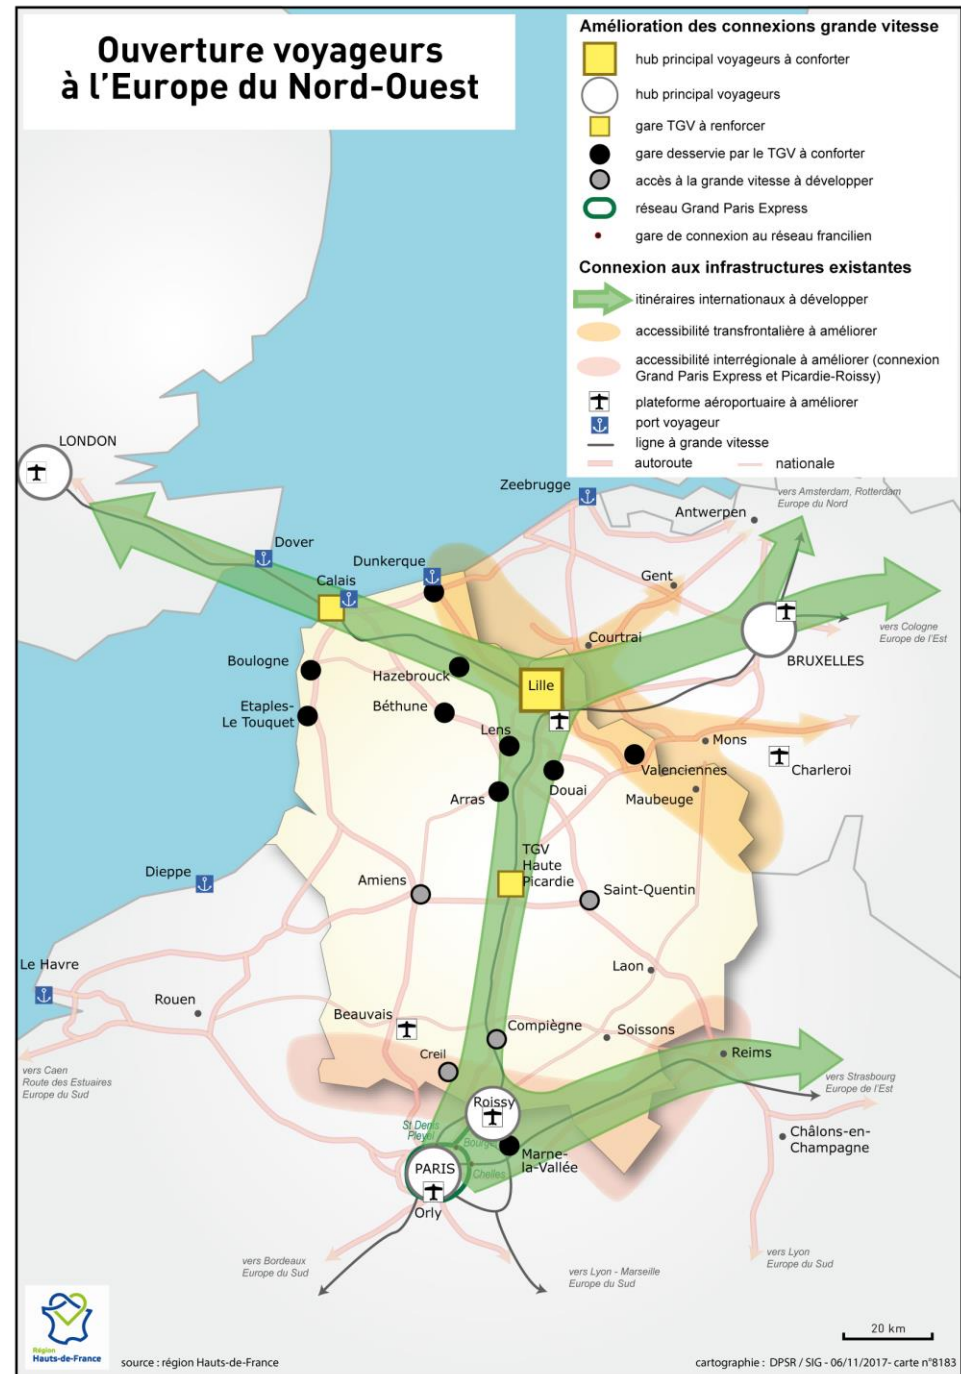 Ouverture voyageurs
à l'Europe du Nord-Ouest
Amélioration des connexions grande vitesse
hub principal voyageurs à conforter
hub principal voyageurs
gare TGV à renforcer
gare desservie par le TGV à conforter
accès à la grande vitesse à développer
réseau Grand Paris Express
gare de connexion au réseau francilien
Connexion aux infrastructures existantes
itinéraires internationaux à développer
accessibilité transfrontalière à améliorer
accessibilité interrégionale à améliorer (connexion
Grand Paris Express et Picardie-Roissy)
plateforme aéroportuaire à améliorer
port voyageur
ligne à grande vitesse
autoroute
nationale
LONDON
Zeebrugge
vers Amsterdam, Rotterdam
Europe du Nord
Antwerpen
Dover
Dunkerque
Calais
Gent
Courtrai
vers Cologne
Europe de l'Est
BRUXELLES
Boulogne
Hazebrouck
Lille
Etaples-
Le Touquet
Béthune
Lens
Mons
Valenciennes
Charleroi
Douai
Maubeuge
Arras
TGV
Haute
Picardie
Dieppe
Amiens
Saint-Quentin
Le Havre
Laon
Rouen
Beauvais
Compiègne
Soissons
Creil
Reims
vers Caen
Route des Estuaires
Europe du Sud
vers Strasbourg
Europe de l'Est
Roissy
St Denis
Pleyel
Châlons-en-
Champagne
Marne-
la-Vallée
PARIS
Chelles
Orly
vers Bordeaux
Europe du Sud
vers Lyon - Marseille
Europe du Sud
vers Lyon
Europe du Sud
20 km
Région
Hauts-de-France
source : région Hauts-de-France
cartographie : DPSR / SIG - 06/11/2017- carte n°8183